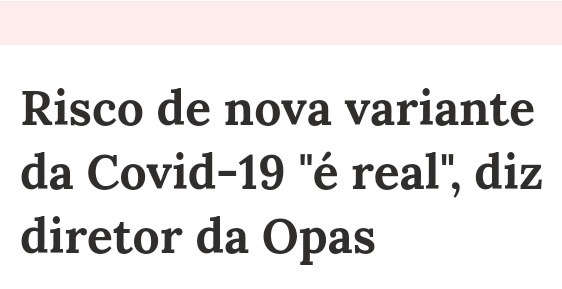 Risco de nova variante
da Covid-19 "é real", diz
diretor da Opas